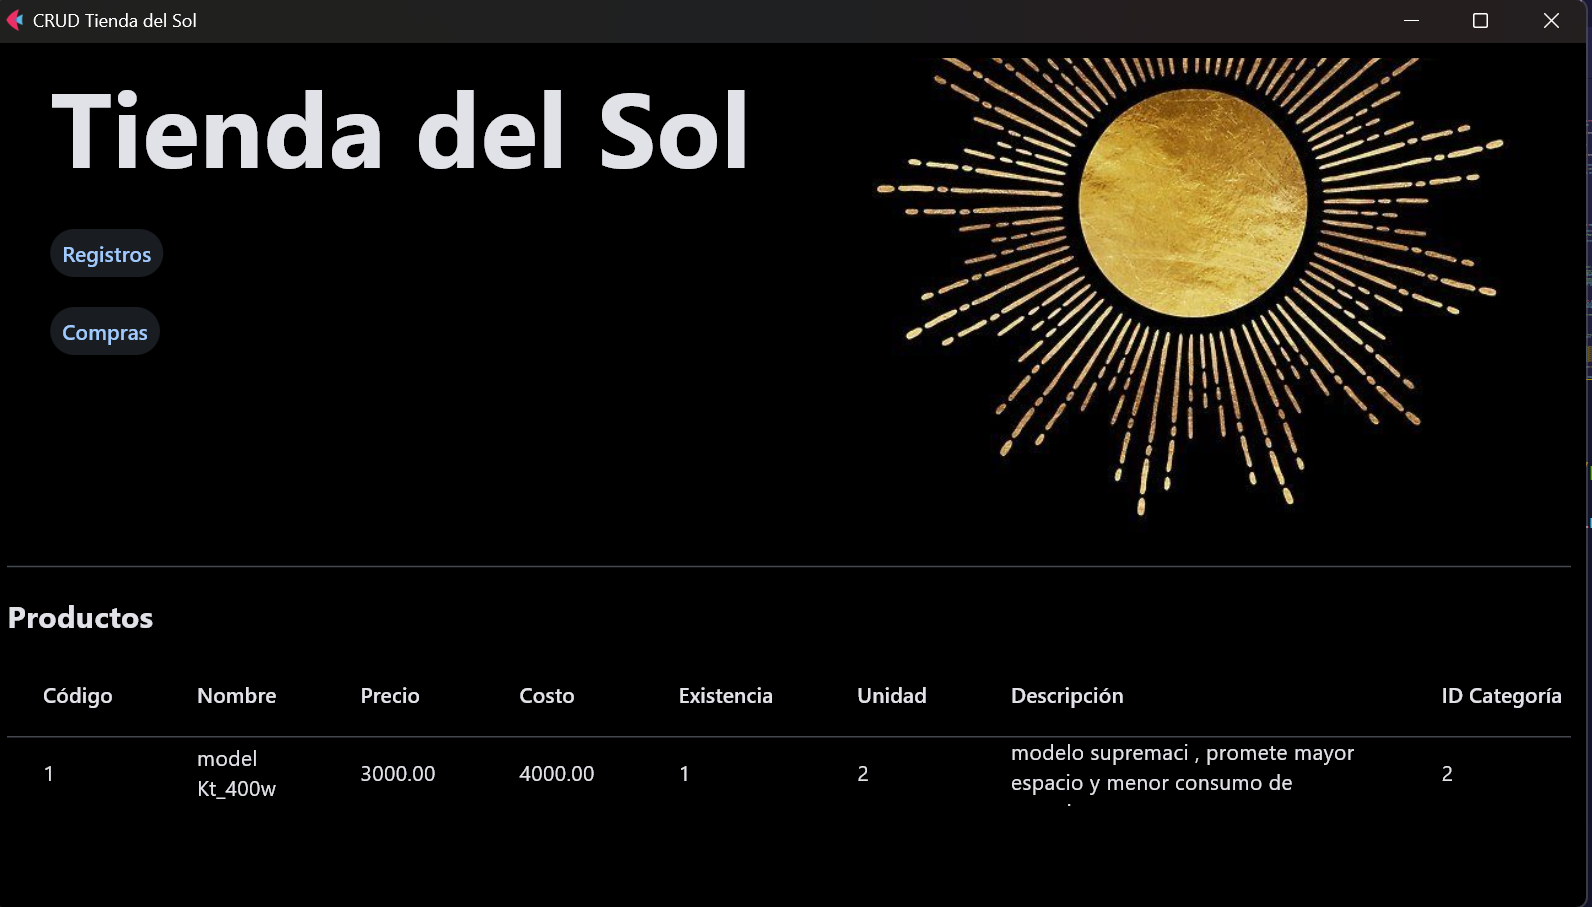 CRUD Tienda del Sol
Tienda del Sol
Registros
Compras
Productos
Código Nombre Precio Costo Existencia Unidad Descripción ID Categoría
1 model Kt_400w 3000.00 4000.00 1 2 modelo supremaci , promete mayor espacio y menor consumo de 2